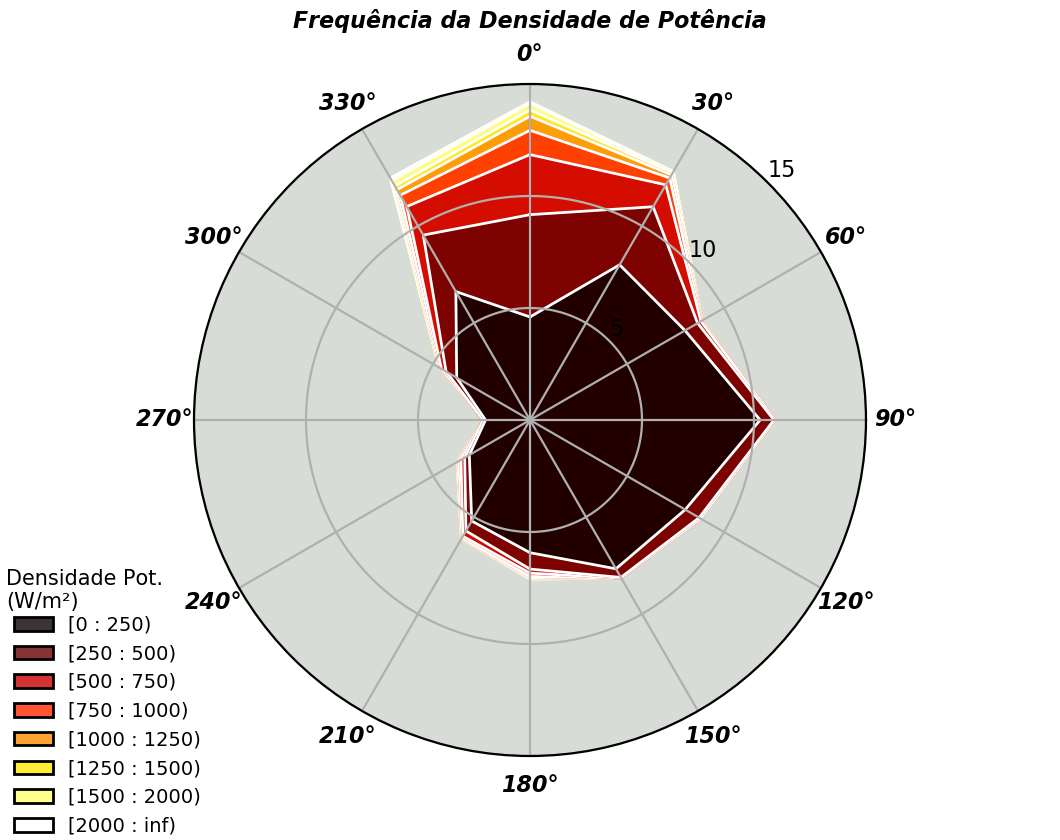 Frequência da Densidade de Potência
0°
330°
30°
15
300°
60°
10
5
270°
90°
Densidade Pot.
(W/m²)
240°
120°
[0 : 250)
[250 : 500)
[500 : 750)
[750 : 1000)
210°
150°
[1000 : 1250)
[1250 : 1500)
180°
[1500 : 2000)
[2000 : inf)